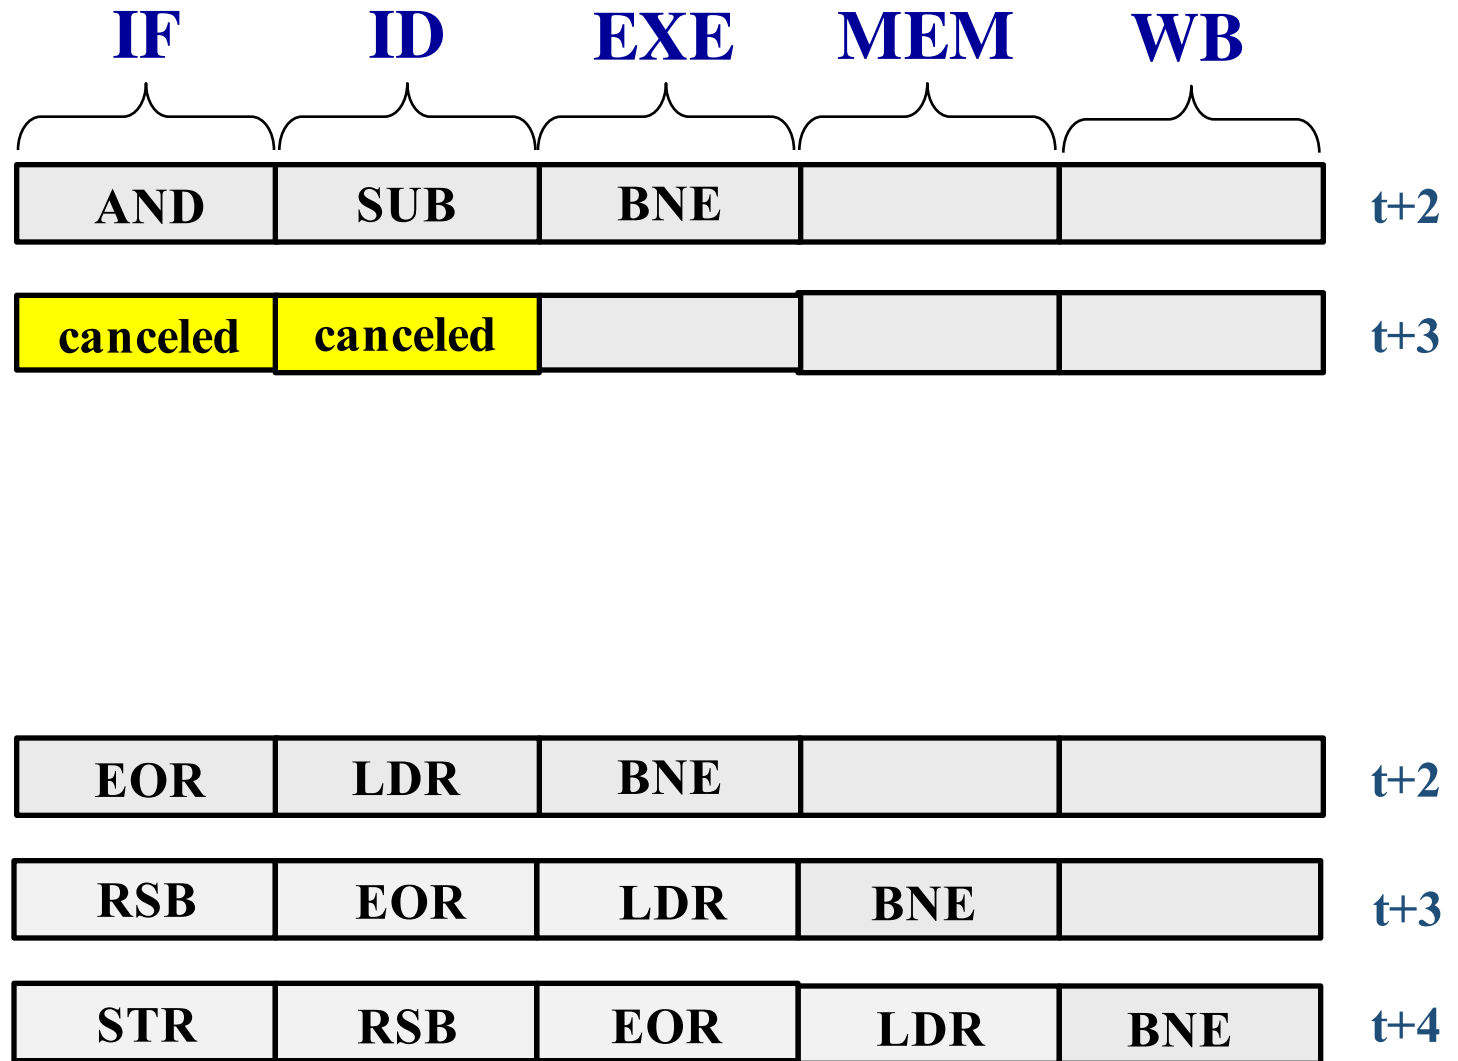 IF ID EXE MEM WB
AND SUB BNE t+2
canceled canceled t+3
EOR LDR BNE t+2
RSB EOR LDR BNE t+3
STR RSB EOR LDR BNE t+4